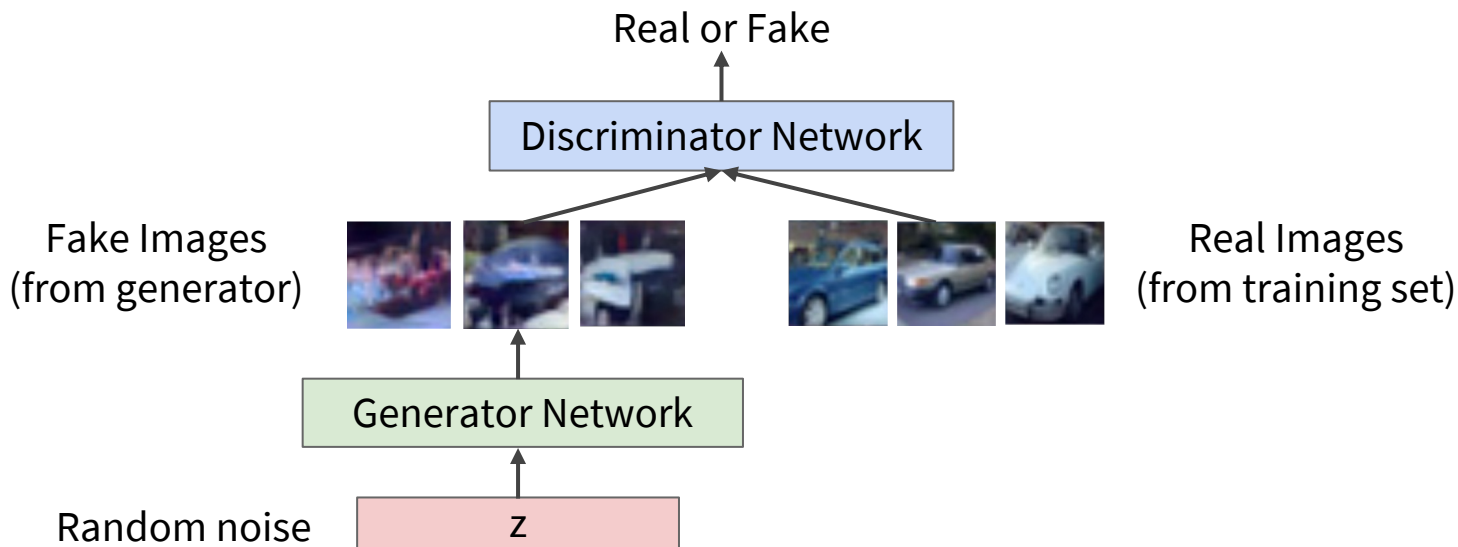 Real or Fake
Discriminator Network
Fake Images
(from generator)
Real Images
(from training set)
Generator Network
Random noise
z